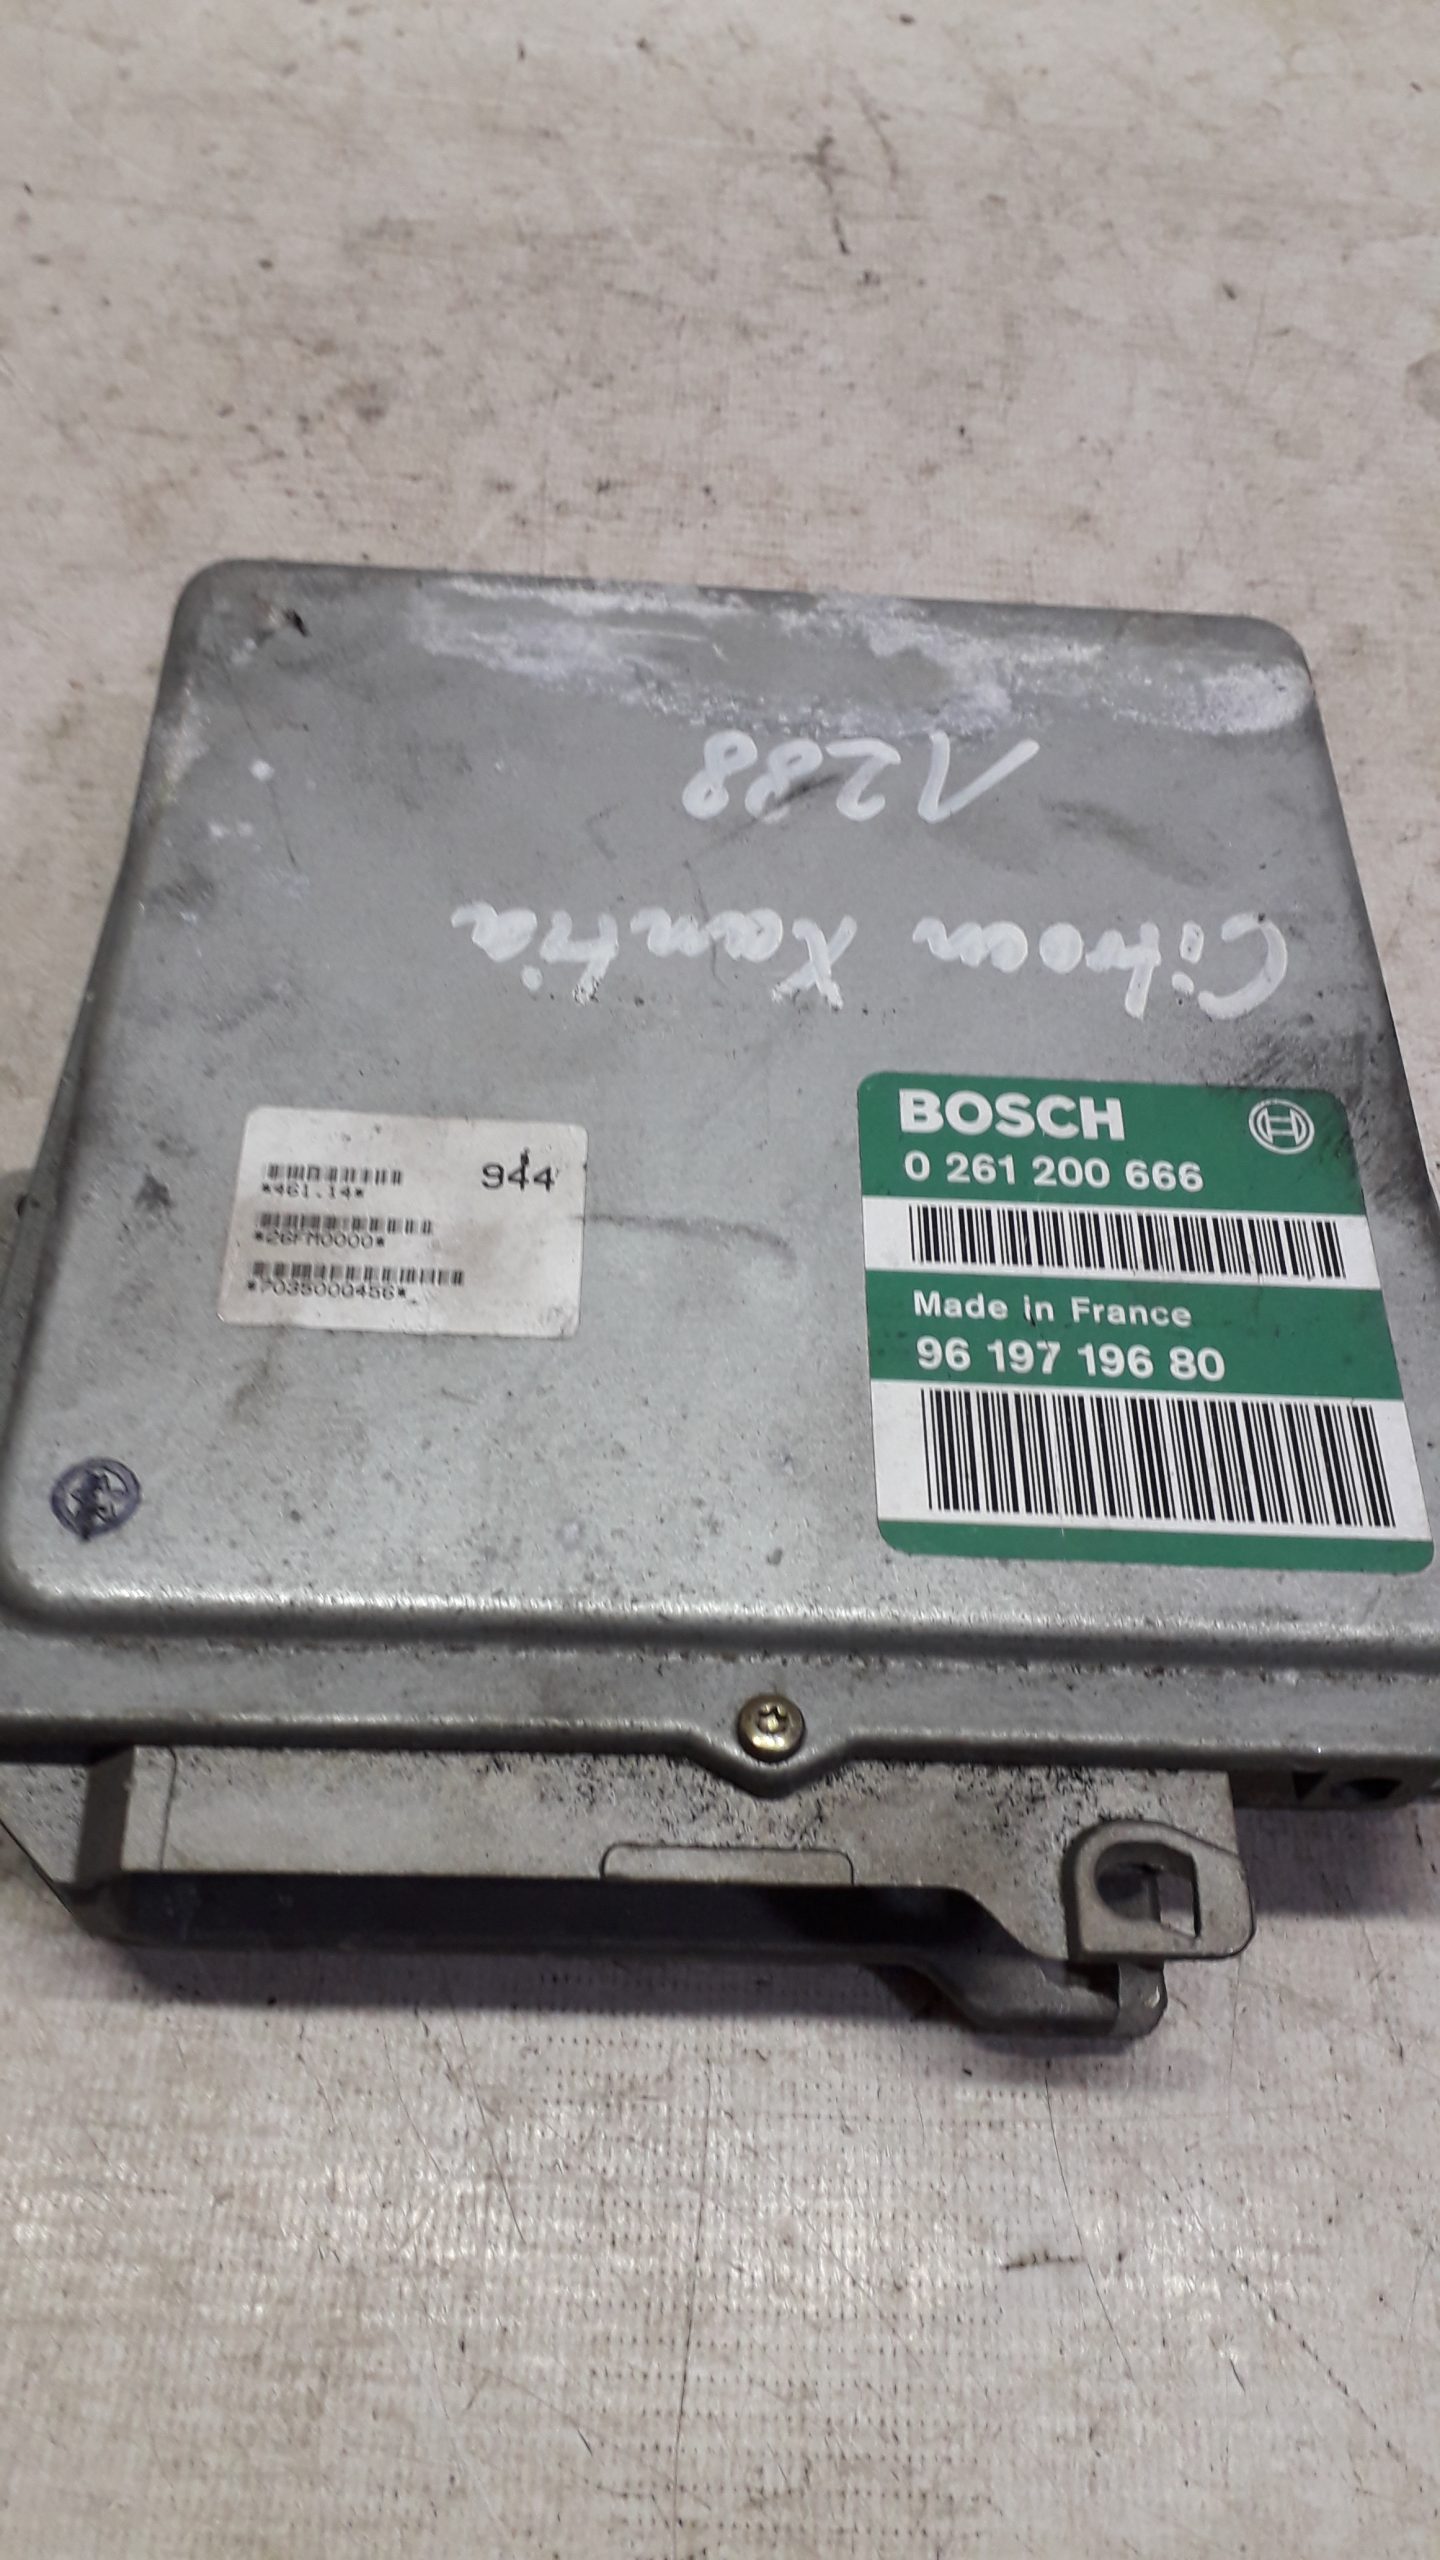 1288
Citroen Xantia
BOSCH
0 261 200 666
Made in France
96 197 196 80
944
*461.14*
*26FM0000*
*7035000456*